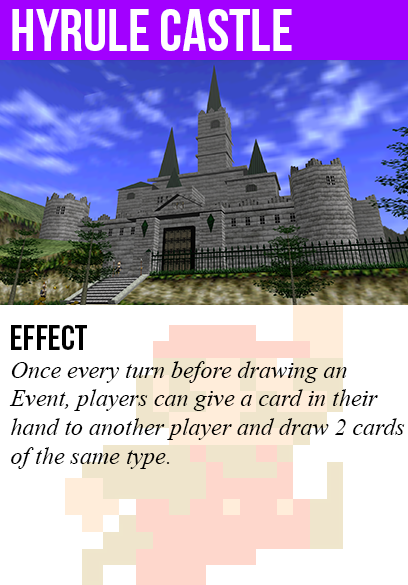 HYRULE CASTLE
EFFECT
Once every turn before drawing an
Event, players can give a card in their
hand to another player and draw 2 cards
of the same type.